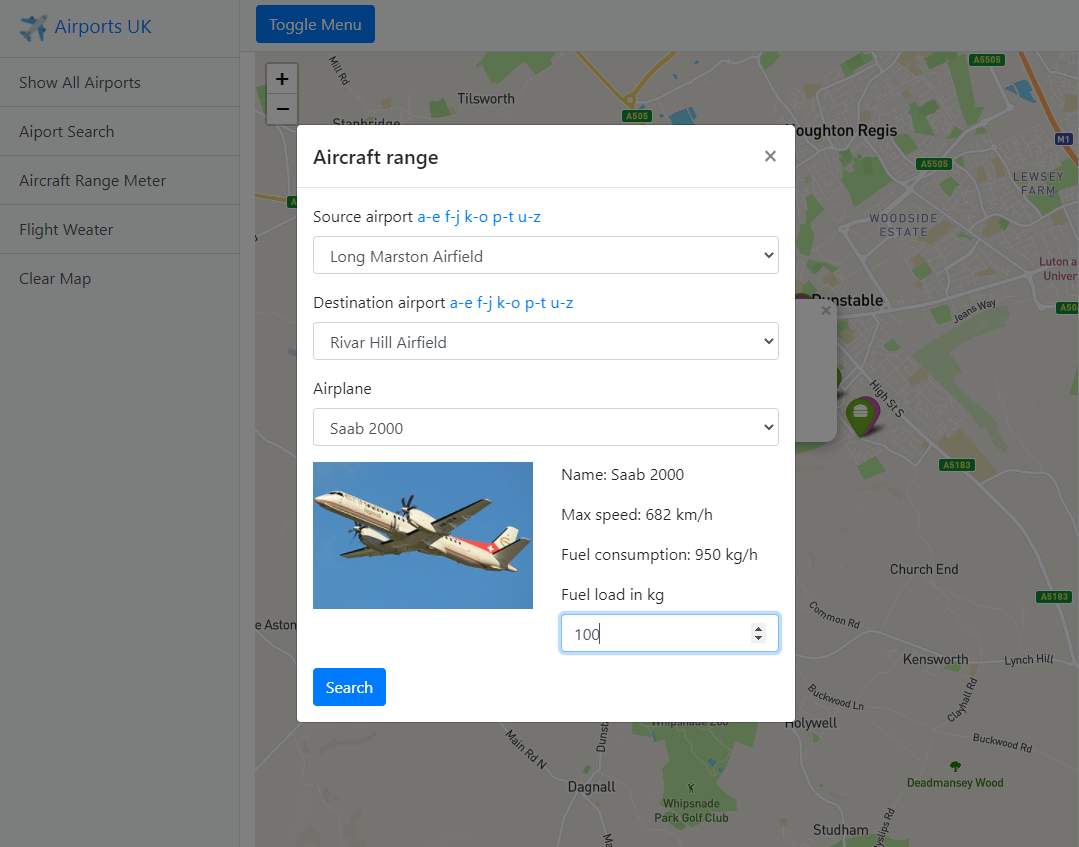 Airports UK
Toggle Menu
Show All Airports
Aiport Search
Aircraft Range Meter
Flight Weater
Clear Map
+
−
Mill Rd
Tilsworth
Stanbridge
A505
A5505
A5505
M1
Houghton Regis
LEWSEY
FARM
WOODSIDE
ESTATE
Luton a
Univer
Dunstable
Jeans Way
A50
High St S
A5183
Church End
A5183
Common Rd
Kensworth
Lynch Hill
Buckwood Ln
Clayhall Rd
Holywell
Buckwood Rd
Deadmansey Wood
e Aston
Main Rd N
Duns
Dagnall
Whipsnade Zoo
Whipsnade
Park Golf Club
Studham
Aircraft range
×
Source airport a-e f-j k-o p-t u-z
Long Marston Airfield
Destination airport a-e f-j k-o p-t u-z
Rivar Hill Airfield
Airplane
Saab 2000
Name: Saab 2000
Max speed: 682 km/h
Fuel consumption: 950 kg/h
Fuel load in kg
100
Search